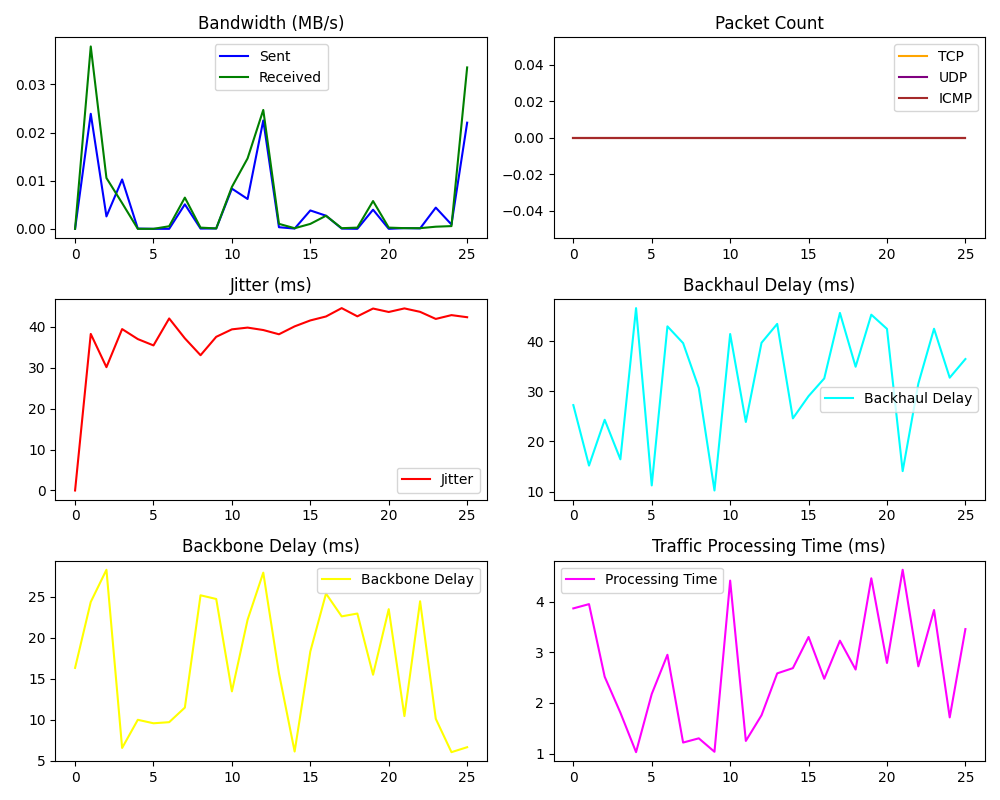 Bandwidth (MB/s)
Sent
Received
0.03
0.02
0.01
0.00
0 5 10 15 20 25
Packet Count
TCP
UDP
ICMP
0.04
0.02
0.00
−0.02
−0.04
0 5 10 15 20 25
Jitter (ms)
40
30
20
10
0
Jitter
0 5 10 15 20 25
Backhaul Delay (ms)
40
30
20
10
Backhaul Delay
0 5 10 15 20 25
Backbone Delay (ms)
Backbone Delay
25
20
15
10
5
0 5 10 15 20 25
Traffic Processing Time (ms)
Processing Time
4
3
2
1
0 5 10 15 20 25